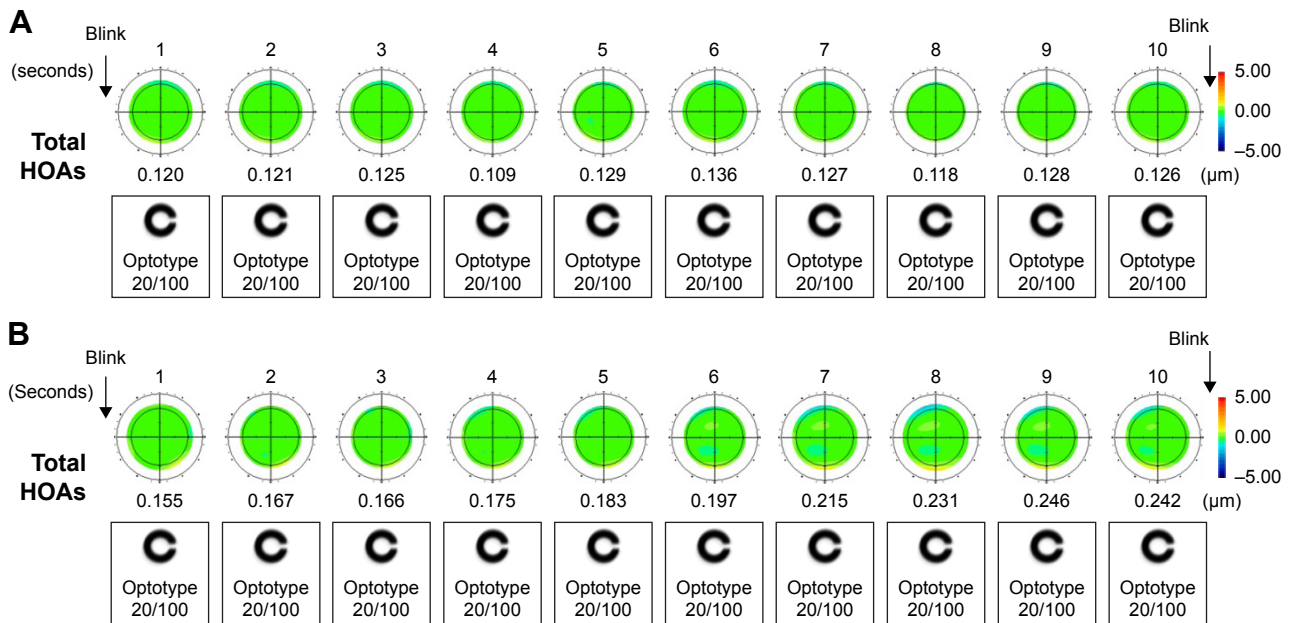 A
Blink
Blink
1 2 3 4 5 6 7 8 9 10
(seconds)
5.00
0.00
–5.00
Total
HOAs
0.120 0.121 0.125 0.109 0.129 0.136 0.127 0.118 0.128 0.126 (µm)
Optotype Optotype Optotype Optotype Optotype Optotype Optotype Optotype Optotype Optotype
20/100 20/100 20/100 20/100 20/100 20/100 20/100 20/100 20/100 20/100
B
Blink
Blink
1 2 3 4 5 6 7 8 9 10
(Seconds)
5.00
0.00
–5.00
Total
HOAs
0.155 0.167 0.166 0.175 0.183 0.197 0.215 0.231 0.246 0.242 (µm)
Optotype Optotype Optotype Optotype Optotype Optotype Optotype Optotype Optotype Optotype
20/100 20/100 20/100 20/100 20/100 20/100 20/100 20/100 20/100 20/100